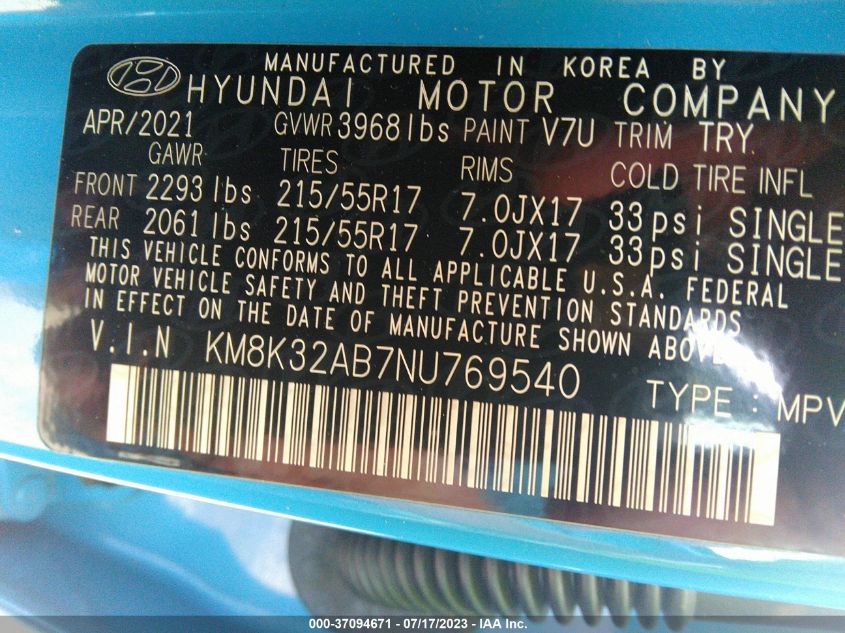 MANUFACTURED IN KOREA BY
HYUNDAI MOTOR COMPANY
APR/2021 GVWR 3968lbs PAINT V7U TRIM TRY
GAWR TIRES RIMS COLD TIRE INFL
FRONT 2293 lbs 215/55R17 7.0JX17 33psi SINGLE
REAR 2061 lbs 215/55R17 7.0JX17 33psi SINGLE
THIS VEHICLE CONFORMS TO ALL APPLICABLE U.S.A. FEDERAL
MOTOR VEHICLE SAFETY AND THEFT PREVENTION STANDARDS
IN EFFECT ON THE DATE OF MANUFACTURE SHOWN ABOVE.
V.I.N KM8K32AB7NU769540
TYPE : MPV
000-37094671 - 07/17/2023 - IAA Inc.